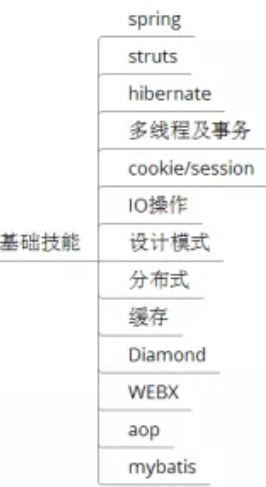 spring
struts
hibernate
多线程及事务
cookie/session
IO操作
基础技能
设计模式
分布式
缓存
Diamond
WEBX
aop
mybatis